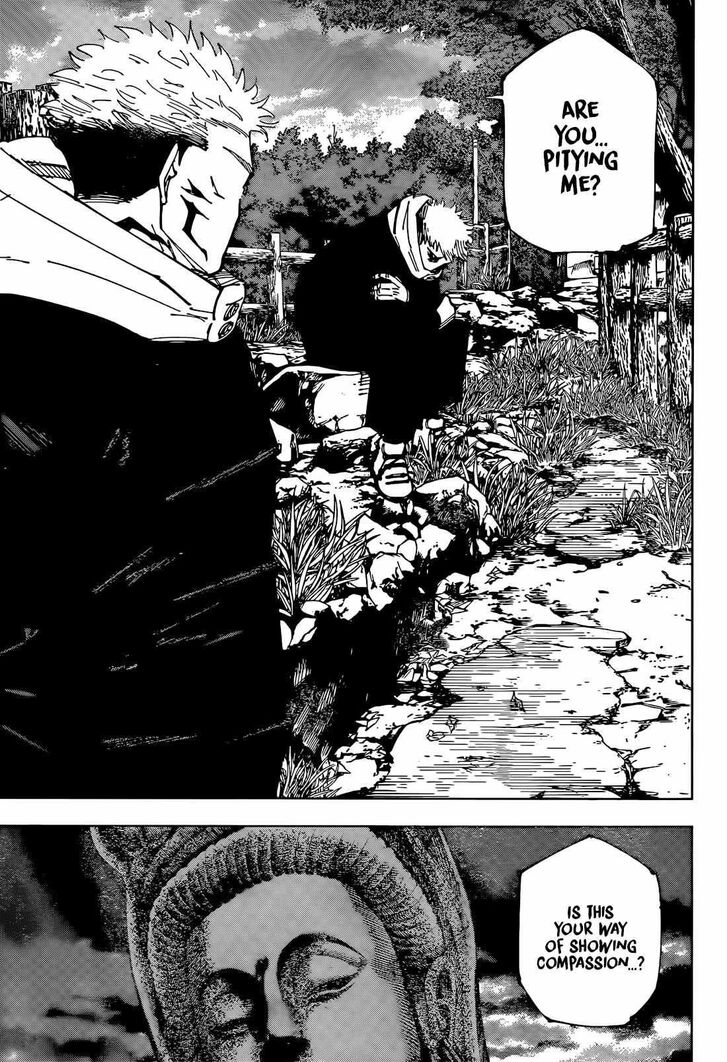 ARE
YOU...
PITYING
ME?
IS THIS
YOUR WAY
OF SHOWING
COMPASSION...?